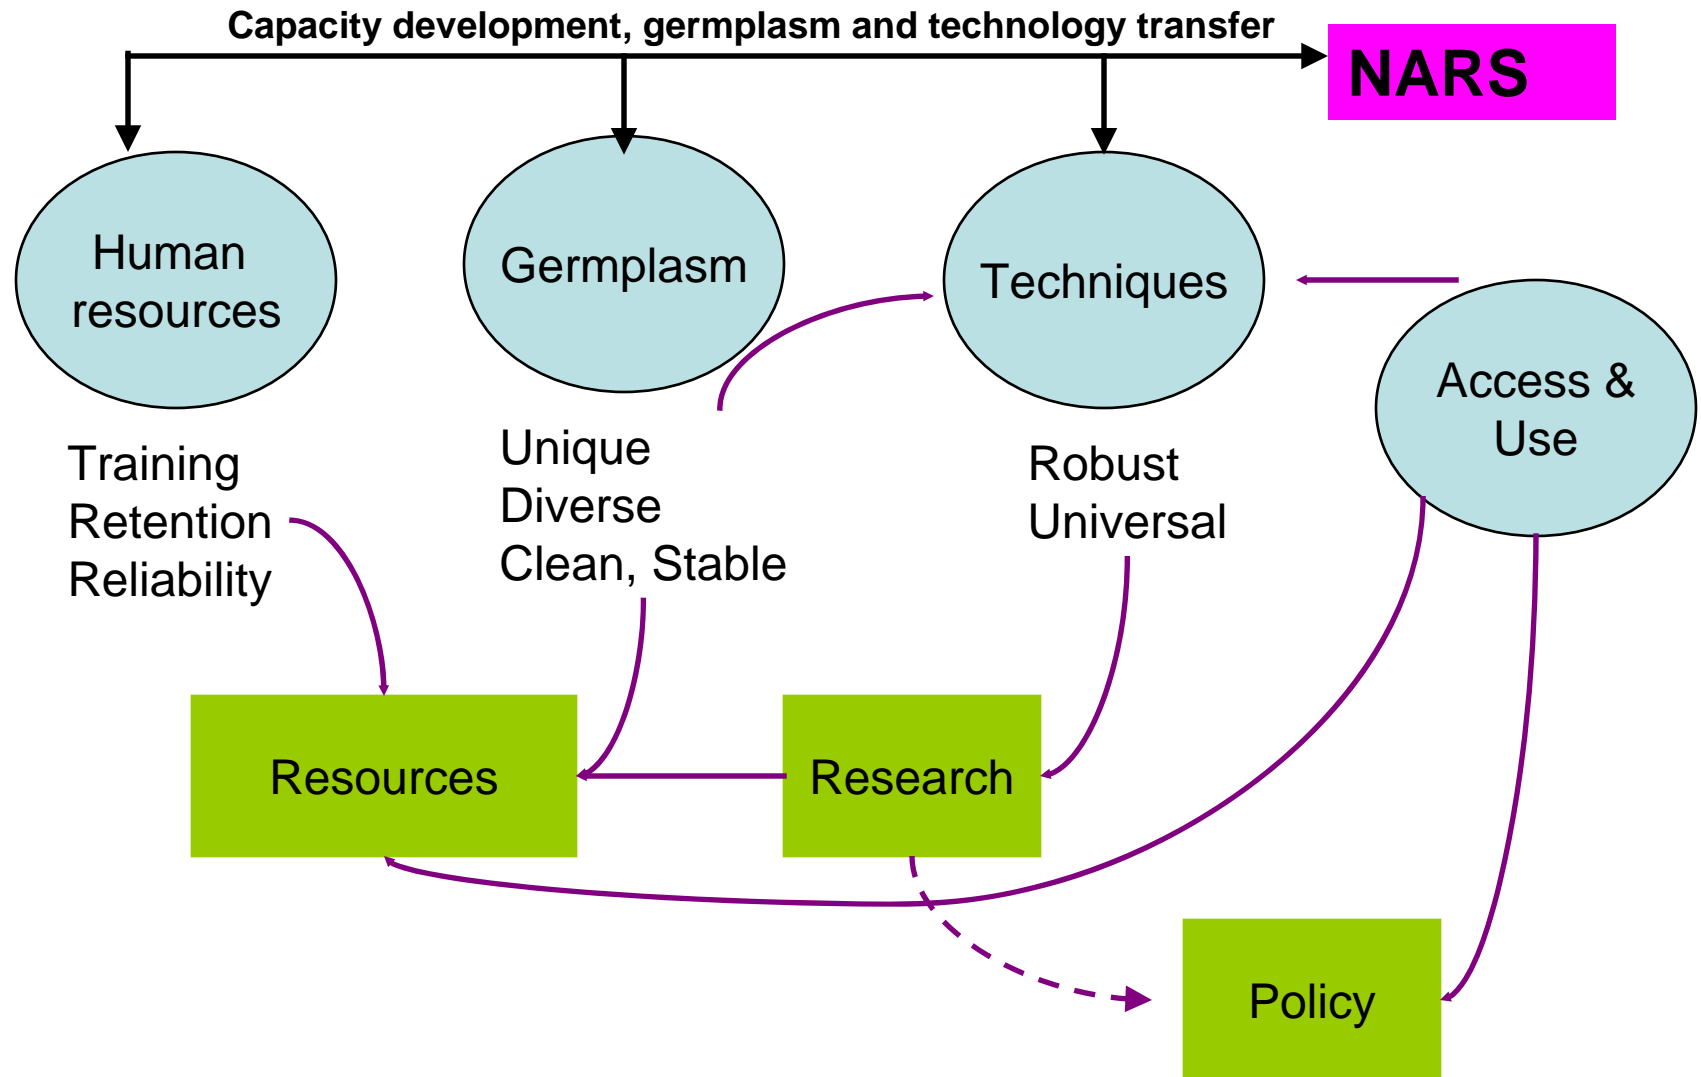 Capacity development, germplasm and technology transfer
NARS
Human
resources
Germplasm
Techniques
Access &
Use
Training
Retention
Reliability
Unique
Diverse
Clean, Stable
Robust
Universal
Resources
Research
Policy